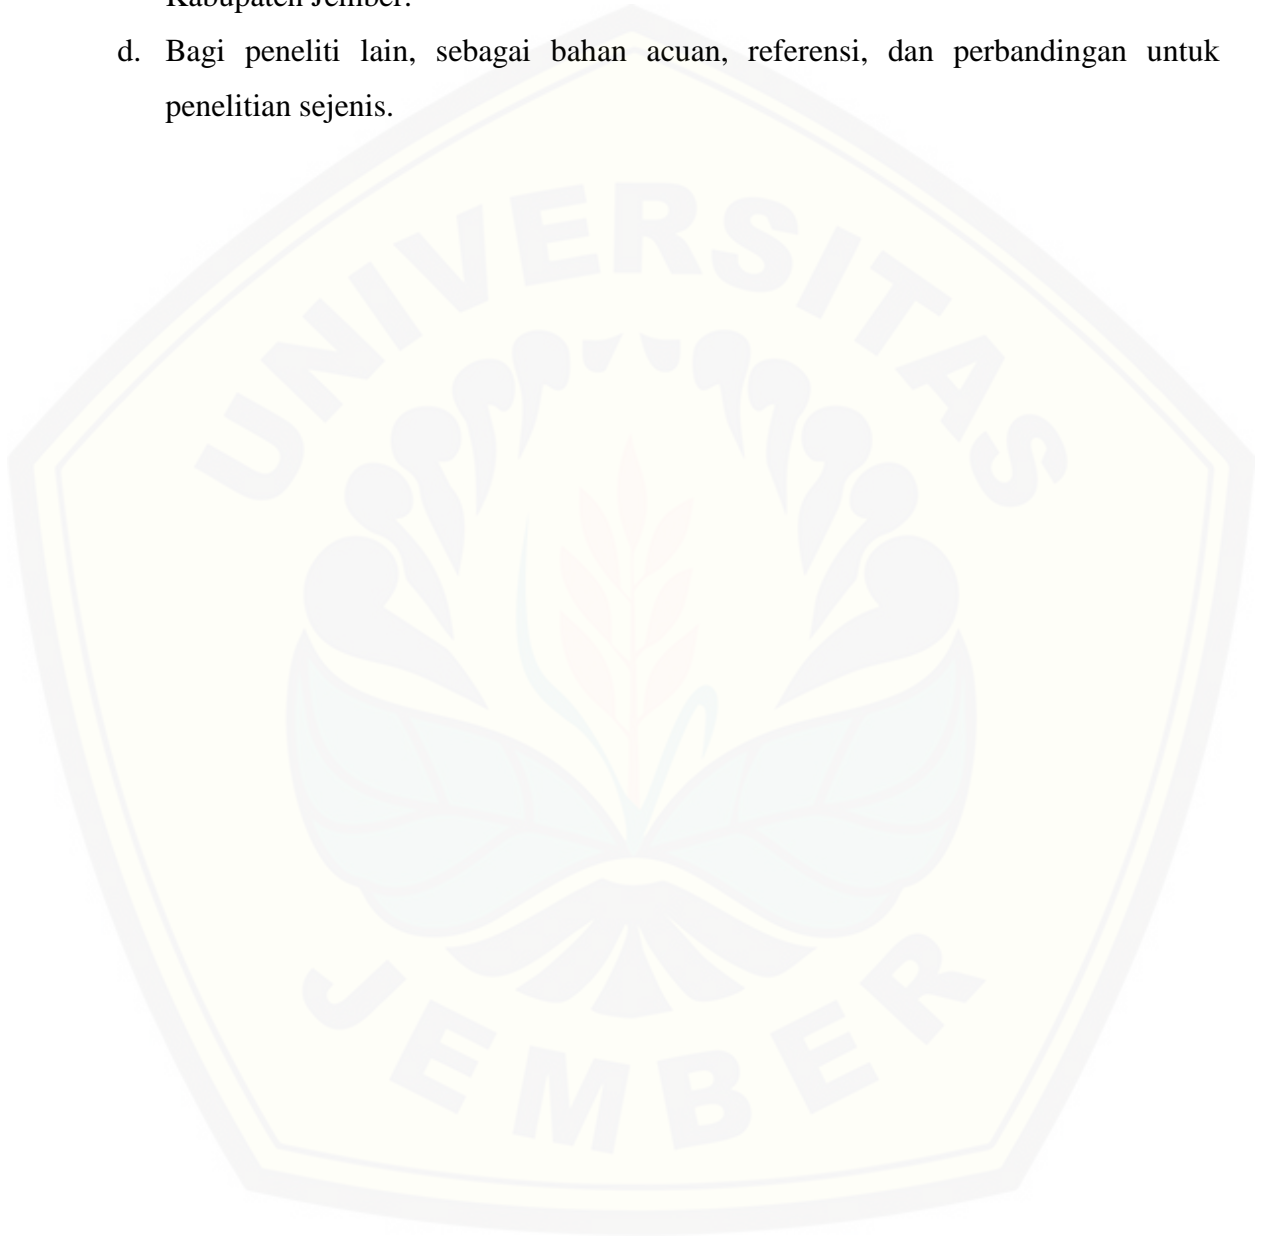 Kabupaten Jember.
d. Bagi peneliti lain, sebagai bahan acuan, referensi, dan perbandingan untuk
penelitian sejenis.
UNIVERSITAS
JEMBER